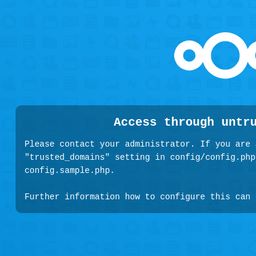 Access through untru
Please contact your administrator. If you are
"trusted_domains" setting in config/config.php
config.sample.php.
Further information how to configure this can